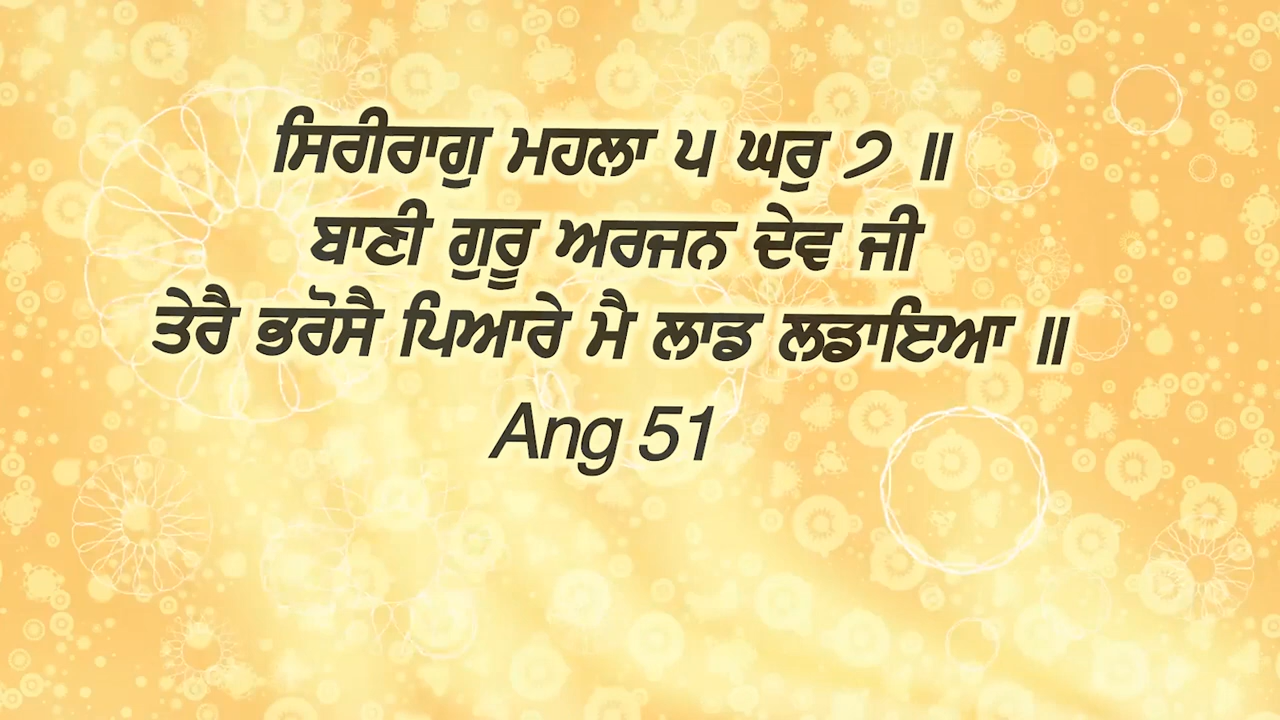 ਸਿਰੀਰਾਗੁ ਮਹਲਾ ੫ ਘਰੁ ੭ ॥
ਬਾਣੀ ਗੁਰੂ ਅਰਜਨ ਦੇਵ ਜੀ
ਤੇਰੈ ਭਰੋਸੈ ਪਿਆਰੇ ਮੈ ਲਾਡ ਲਡਾਇਆ ॥
Ang 51